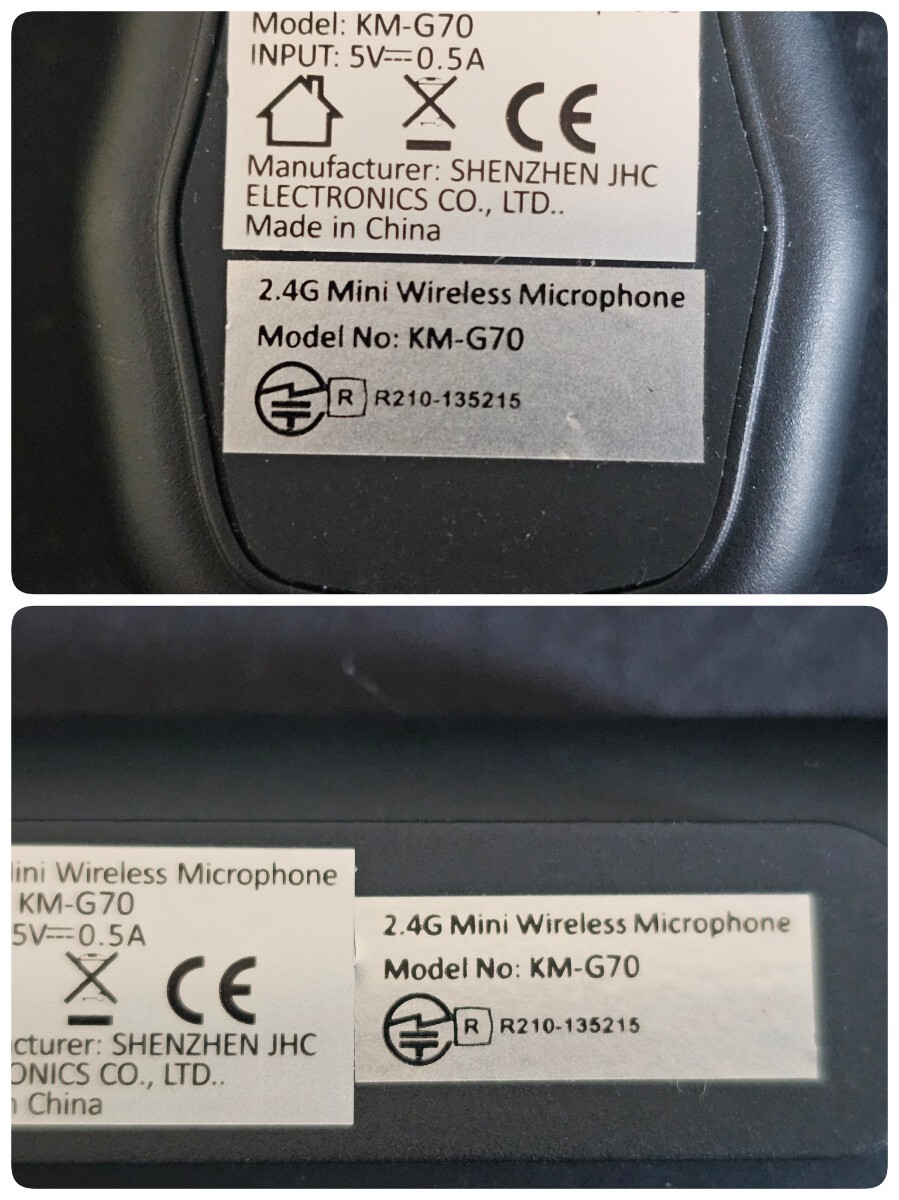 Model: KM-G70
INPUT: 5V⎓0.5A
CE
Manufacturer: SHENZHEN JHC
ELECTRONICS CO., LTD..
Made in China
2.4G Mini Wireless Microphone
Model No: KM-G70
R R210-135215
ini Wireless Microphone
KM-G70
5V⎓0.5A
CE
cturer: SHENZHEN JHC
ONICS CO., LTD..
China
2.4G Mini Wireless Microphone
Model No: KM-G70
R R210-135215